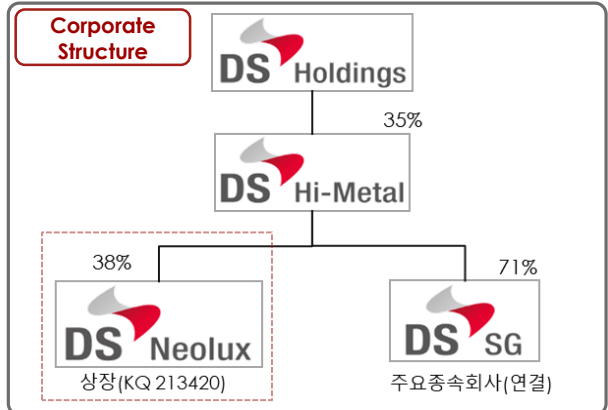 Corporate
Structure
DS Holdings
35%
DS Hi-Metal
38%
71%
DS Neolux
DS SG
상장(KQ 213420)
주요종속회사(연결)